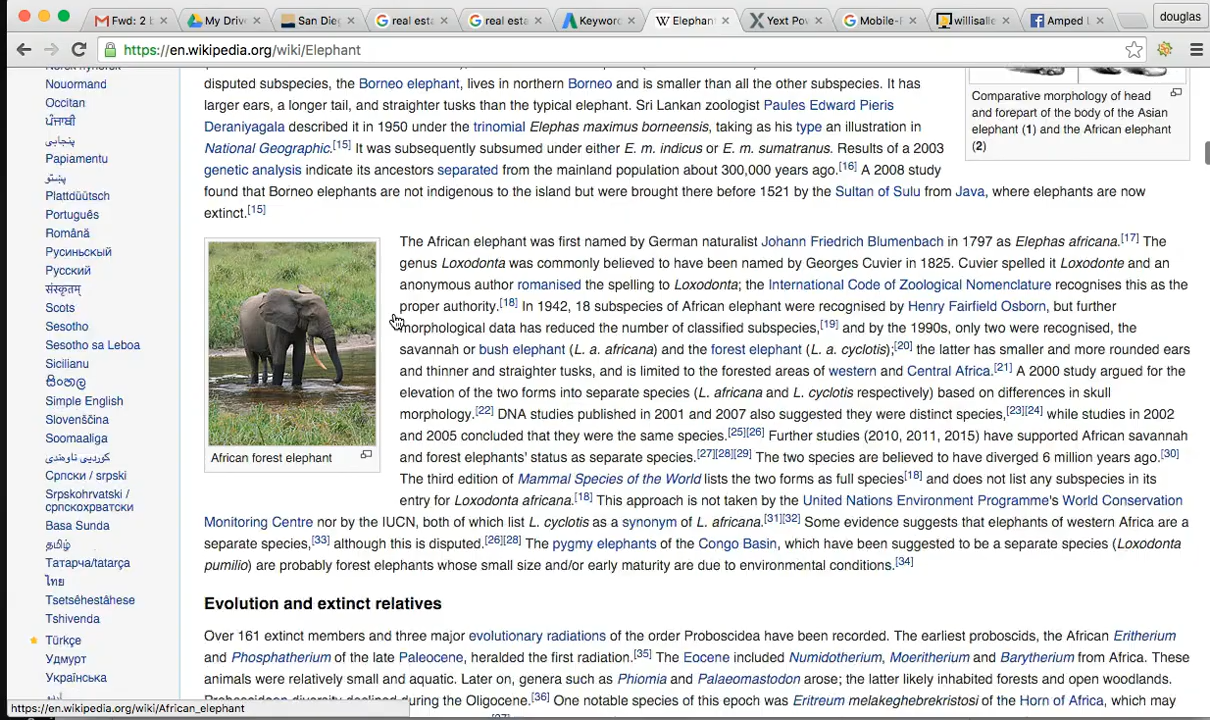 Fwd: 2 b
My Drive
San Dieg
real esta
real esta
Keyword
Elephant
Yext Pow
Mobile-F
willisalle
Amped L
douglas
https://en.wikipedia.org/wiki/Elephant
Nouormand
Occitan
ਪੰਜਾਬੀ
پنجابی
Papiamentu
پښتو
Plattdüütsch
Português
Română
Русиньскый
Русский
संस्कृतम्
Scots
Sesotho
Sesotho sa Leboa
Sicilianu
සිංහල
Simple English
Slovenščina
Soomaaliga
کوردیی ناوەندی
Српски / srpski
Srpskohrvatski /
српскохрватски
Basa Sunda
தமிழ்
Татарча/tatarça
ไทย
Tsetsêhestâhese
Tshivenda
Türkçe
Удмурт
Українська
اردو
disputed subspecies, the Borneo elephant, lives in northern Borneo and is smaller than all the other subspecies. It has
larger ears, a longer tail, and straighter tusks than the typical elephant. Sri Lankan zoologist Paules Edward Pieris
Deraniyagala described it in 1950 under the trinomial Elephas maximus borneensis, taking as his type an illustration in
National Geographic.[15] It was subsequently subsumed under either E. m. indicus or E. m. sumatranus. Results of a 2003
genetic analysis indicate its ancestors separated from the mainland population about 300,000 years ago.[16] A 2008 study
found that Borneo elephants are not indigenous to the island but were brought there before 1521 by the Sultan of Sulu from Java, where elephants are now
extinct.[15]
Comparative morphology of head
and forepart of the body of the Asian
elephant (1) and the African elephant
(2)
African forest elephant
The African elephant was first named by German naturalist Johann Friedrich Blumenbach in 1797 as Elephas africana.[17] The
genus Loxodonta was commonly believed to have been named by Georges Cuvier in 1825. Cuvier spelled it Loxodonte and an
anonymous author romanised the spelling to Loxodonta; the International Code of Zoological Nomenclature recognises this as the
proper authority.[18] In 1942, 18 subspecies of African elephant were recognised by Henry Fairfield Osborn, but further
morphological data has reduced the number of classified subspecies,[19] and by the 1990s, only two were recognised, the
savannah or bush elephant (L. a. africana) and the forest elephant (L. a. cyclotis);[20] the latter has smaller and more rounded ears
and thinner and straighter tusks, and is limited to the forested areas of western and Central Africa.[21] A 2000 study argued for the
elevation of the two forms into separate species (L. africana and L. cyclotis respectively) based on differences in skull
morphology.[22] DNA studies published in 2001 and 2007 also suggested they were distinct species,[23][24] while studies in 2002
and 2005 concluded that they were the same species.[25][26] Further studies (2010, 2011, 2015) have supported African savannah
and forest elephants' status as separate species.[27][28][29] The two species are believed to have diverged 6 million years ago.[30]
The third edition of Mammal Species of the World lists the two forms as full species[18] and does not list any subspecies in its
entry for Loxodonta africana.[18] This approach is not taken by the United Nations Environment Programme's World Conservation
Monitoring Centre nor by the IUCN, both of which list L. cyclotis as a synonym of L. africana.[31][32] Some evidence suggests that elephants of western Africa are a
separate species,[33] although this is disputed.[26][28] The pygmy elephants of the Congo Basin, which have been suggested to be a separate species (Loxodonta
pumilio) are probably forest elephants whose small size and/or early maturity are due to environmental conditions.[34]
Evolution and extinct relatives
Over 161 extinct members and three major evolutionary radiations of the order Proboscidea have been recorded. The earliest proboscids, the African Eritherium
and Phosphatherium of the late Paleocene, heralded the first radiation.[35] The Eocene included Numidotherium, Moeritherium and Barytherium from Africa. These
animals were relatively small and aquatic. Later on, genera such as Phiomia and Palaeomastodon arose; the latter likely inhabited forests and open woodlands.
Proboscidean diversity declined during the Oligocene.[36] One notable species of this epoch was Eritreum melakeghebrekristosi of the Horn of Africa, which may
https://en.wikipedia.org/wiki/African_elephant